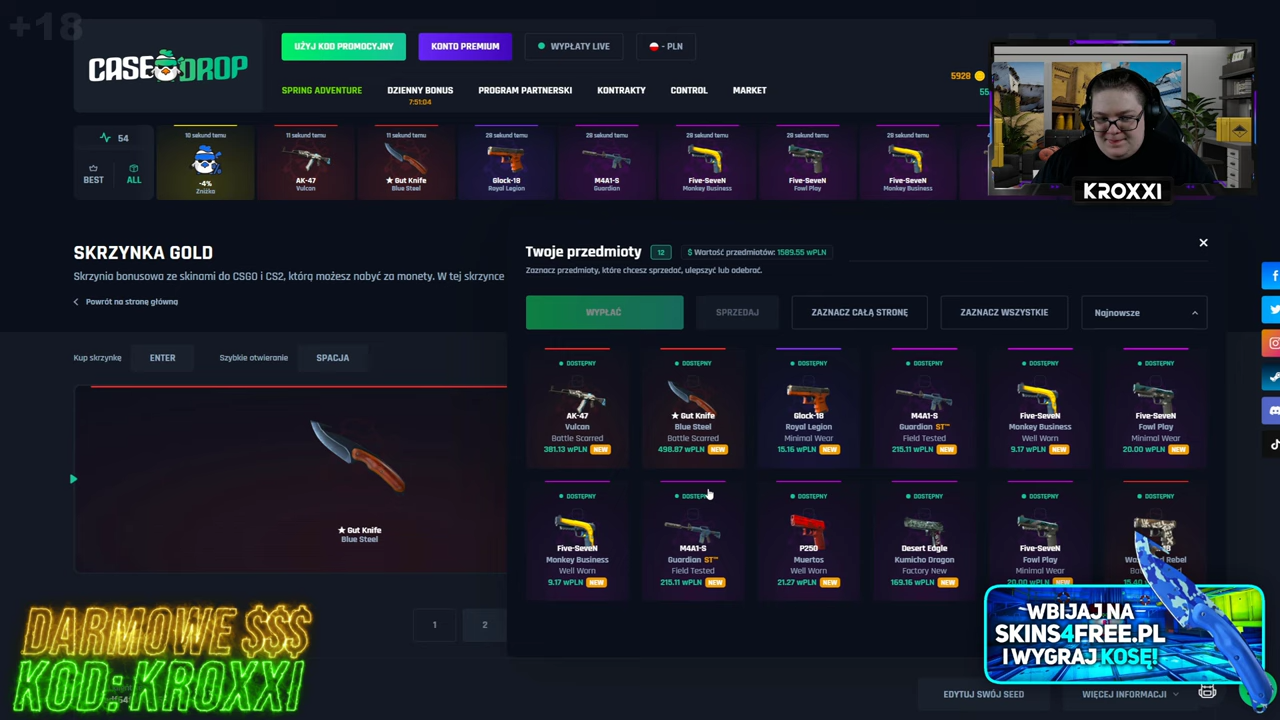 +18
CASE DROP
UŻYJ KOD PROMOCYJNY
KONTO PREMIUM
WYPŁATY LIVE
- PLN
SPRING ADVENTURE
DZIENNY BONUS
PROGRAM PARTNERSKI
KONTRAKTY
CONTROL
MARKET
7:51:04
5928
KROXXI
54
BEST
ALL
10 sekund temu
-4%
Zniżka
11 sekund temu
AK-47
Vulcan
11 sekund temu
★ Gut Knife
Blue Steel
28 sekund temu
Glock-18
Royal Legion
28 sekund temu
M4A1-S
Guardian
28 sekund temu
Five-SeveN
Monkey Business
28 sekund temu
Five-SeveN
Fowl Play
28 sekund temu
Five-SeveN
Monkey Business
SKRZYNKA GOLD
Skrzynia bonusowa ze skinami do CSGO i CS2, którą możesz nabyć za monety. W tej skrzynce
Powrót na stronę główną
Kup skrzynkę
ENTER
Szybkie otwieranie
SPACJA
★ Gut Knife
Blue Steel
1
2
Twoje przedmioty
12
$ Wartość przedmiotów: 1589.55 wPLN
Zaznacz przedmioty, które chcesz sprzedać, ulepszyć lub odebrać.
WYPŁAĆ
SPRZEDAJ
ZAZNACZ CAŁĄ STRONĘ
ZAZNACZ WSZYSTKIE
Najnowsze
DOSTĘPNY
AK-47
Vulcan
Battle Scarred
381.13 wPLN NEW
DOSTĘPNY
★ Gut Knife
Blue Steel
Battle Scarred
498.87 wPLN NEW
DOSTĘPNY
Glock-18
Royal Legion
Minimal Wear
15.16 wPLN NEW
DOSTĘPNY
M4A1-S
Guardian ST™
Field Tested
215.11 wPLN NEW
DOSTĘPNY
Five-SeveN
Monkey Business
Well Worn
9.17 wPLN NEW
DOSTĘPNY
Five-SeveN
Fowl Play
Minimal Wear
20.00 wPLN NEW
DOSTĘPNY
Five-SeveN
Monkey Business
Well Worn
9.17 wPLN NEW
DOSTĘPNY
M4A1-S
Guardian ST™
Field Tested
215.11 wPLN NEW
DOSTĘPNY
P250
Muertos
Well Worn
21.27 wPLN NEW
DOSTĘPNY
Desert Eagle
Kumicho Dragon
Factory New
169.16 wPLN NEW
DOSTĘPNY
Five-SeveN
Fowl Play
Minimal Wear
20.00 wPLN NEW
DOSTĘPNY
Rebel
15.40
DARMOWE $$$
KOD: KROXXI
WBIJAJ NA
SKINS4FREE.PL
I WYGRAJ KOSĘ!
EDYTUJ SWÓJ SEED
WIĘCEJ INFORMACJI